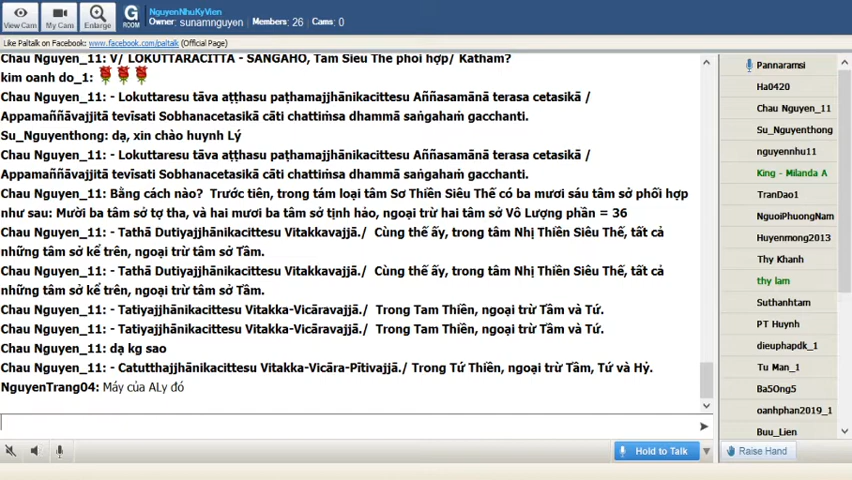 NguyenNhuKyVien
Owner: sunamnguyen Members: 26 Cams: 0
View Cam
My Cam
Enlarge
G
ROOM
Like Paltalk on Facebook: www.facebook.com/paltalk (Official Page)
Chau Nguyen_11: V/ LOKUTTARACITTA - SANGAHO, Tâm Siêu Thế phối hợp/ Katham?
kim oanh do_1:
Chau Nguyen_11: - Lokuttaresu tāva aṭṭhasu paṭhamajjhānikacittesu Aññasamānā terasa cetasikā /
Appamaññāvajjitā tevīsati Sobhanacetasikā cāti chattiṁsa dhammā saṅgahaṁ gacchanti.
Su_Nguyenthong: dạ, xin chào huynh Lý
Chau Nguyen_11: - Lokuttaresu tāva aṭṭhasu paṭhamajjhānikacittesu Aññasamānā terasa cetasikā /
Appamaññāvajjitā tevīsati Sobhanacetasikā cāti chattiṁsa dhammā saṅgahaṁ gacchanti.
Chau Nguyen_11: Bằng cách nào? Trước tiên, trong tám loại tâm Sơ Thiền Siêu Thế có ba mươi sáu tâm sở phối hợp
như sau: Mười ba tâm sở tợ tha, và hai mươi ba tâm sở tịnh hảo, ngoại trừ hai tâm sở Vô Lượng phần = 36
Chau Nguyen_11: - Tathā Dutiyajjhānikacittesu Vitakkavajjā./ Cùng thế ấy, trong tâm Nhị Thiền Siêu Thế, tất cả
những tâm sở kể trên, ngoại trừ tâm sở Tầm.
Chau Nguyen_11: - Tathā Dutiyajjhānikacittesu Vitakkavajjā./ Cùng thế ấy, trong tâm Nhị Thiền Siêu Thế, tất cả
những tâm sở kể trên, ngoại trừ tâm sở Tầm.
Chau Nguyen_11: - Tatiyajjhānikacittesu Vitakka-Vicāravajjā./ Trong Tam Thiền, ngoại trừ Tầm và Tứ.
Chau Nguyen_11: - Tatiyajjhānikacittesu Vitakka-Vicāravajjā./ Trong Tam Thiền, ngoại trừ Tầm và Tứ.
Chau Nguyen_11: dạ kg sao
Chau Nguyen_11: - Catutthajjhānikacittesu Vitakka-Vicāra-Pītivajjā./ Trong Tứ Thiền, ngoại trừ Tầm, Tứ và Hỷ.
NguyenTrang04: Máy của ALy đó
Pannaramsi
Ha0420
Chau Nguyen_11
Su_Nguyenthong
nguyennhu11
King - Milanda A
TranDao1
NguoiPhuongNam
Huyenmong2013
Thy Khanh
thy lam
Suthanhtam
PT Huynh
dieuphapdk_1
Tu Man_1
Ba5Ong5
oanhphan2019_1
Buu_Lien
Hold to Talk
Raise Hand